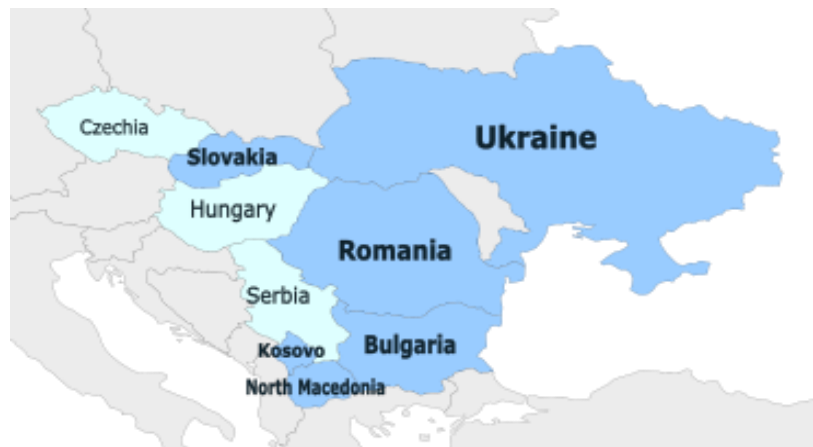 Czechia
Ukraine
Slovakia
Hungary
Romania
Serbia
Kosovo
Bulgaria
North Macedonia